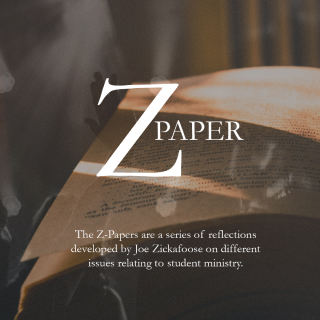 Z PAPER
The Z-Papers are a series of reflections
developed by Joe Zickafoose on different
issues relating to student ministry.